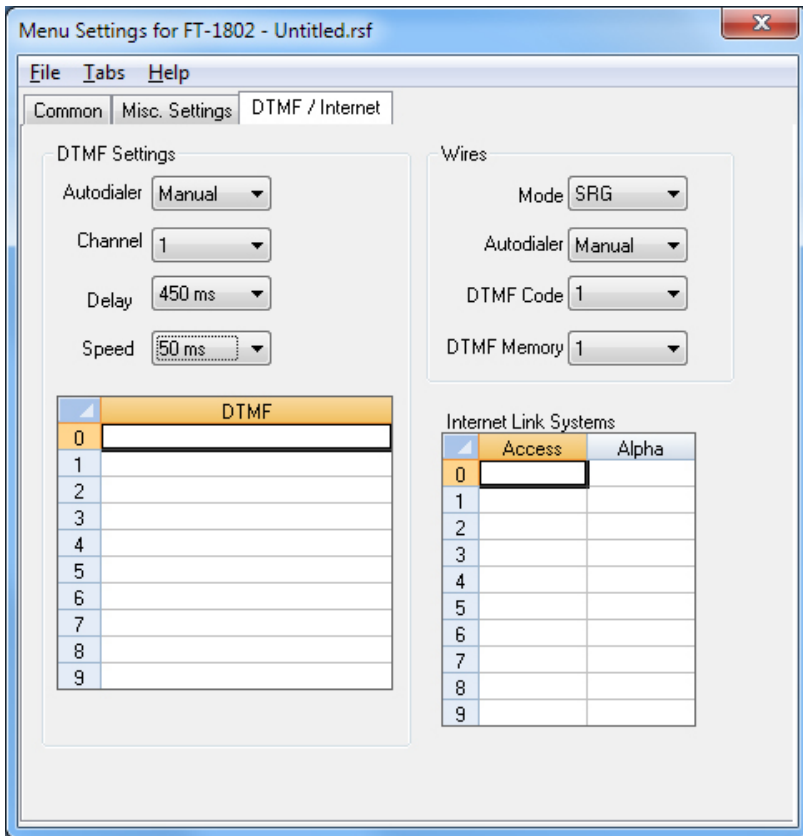 Menu Settings for FT-1802 - Untitled.rsf
File Tabs Help
Common Misc. Settings DTMF / Internet
DTMF Settings
Autodialer Manual
Channel 1
Delay 450 ms
Speed 50 ms
DTMF
0
1
2
3
4
5
6
7
8
9
Wires
Mode SRG
Autodialer Manual
DTMF Code 1
DTMF Memory 1
Internet Link Systems
Access Alpha
0
1
2
3
4
5
6
7
8
9